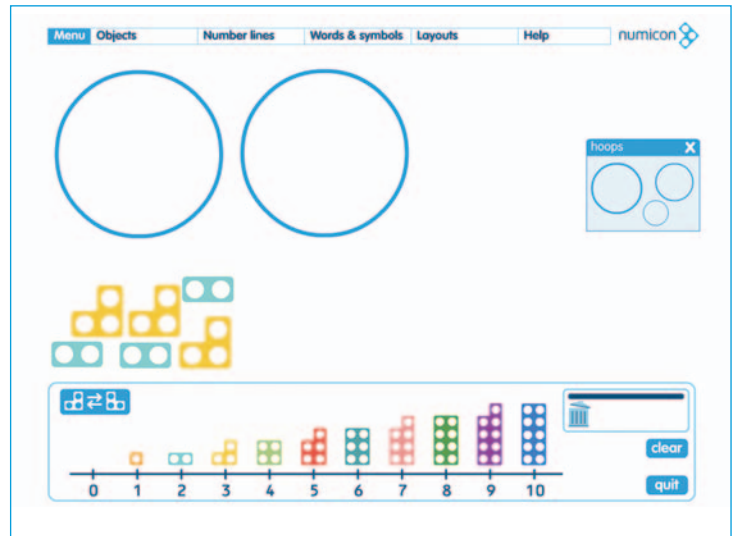 Menu Objects Number lines Words & symbols Layouts Help numicon
hoops X
0 1 2 3 4 5 6 7 8 9 10
clear
quit